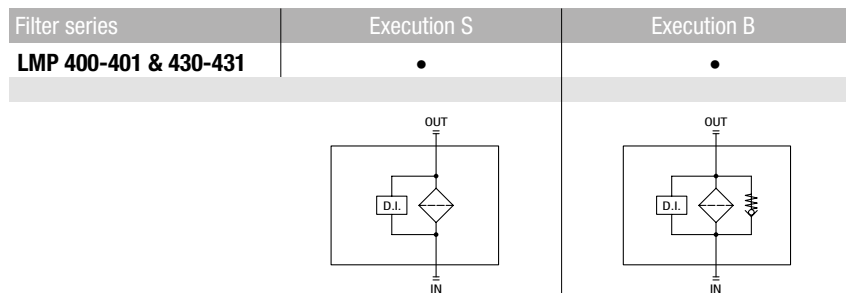 Filter series Execution S Execution B
LMP 400-401 & 430-431 • •
OUT OUT
D.I. D.I.
IN IN